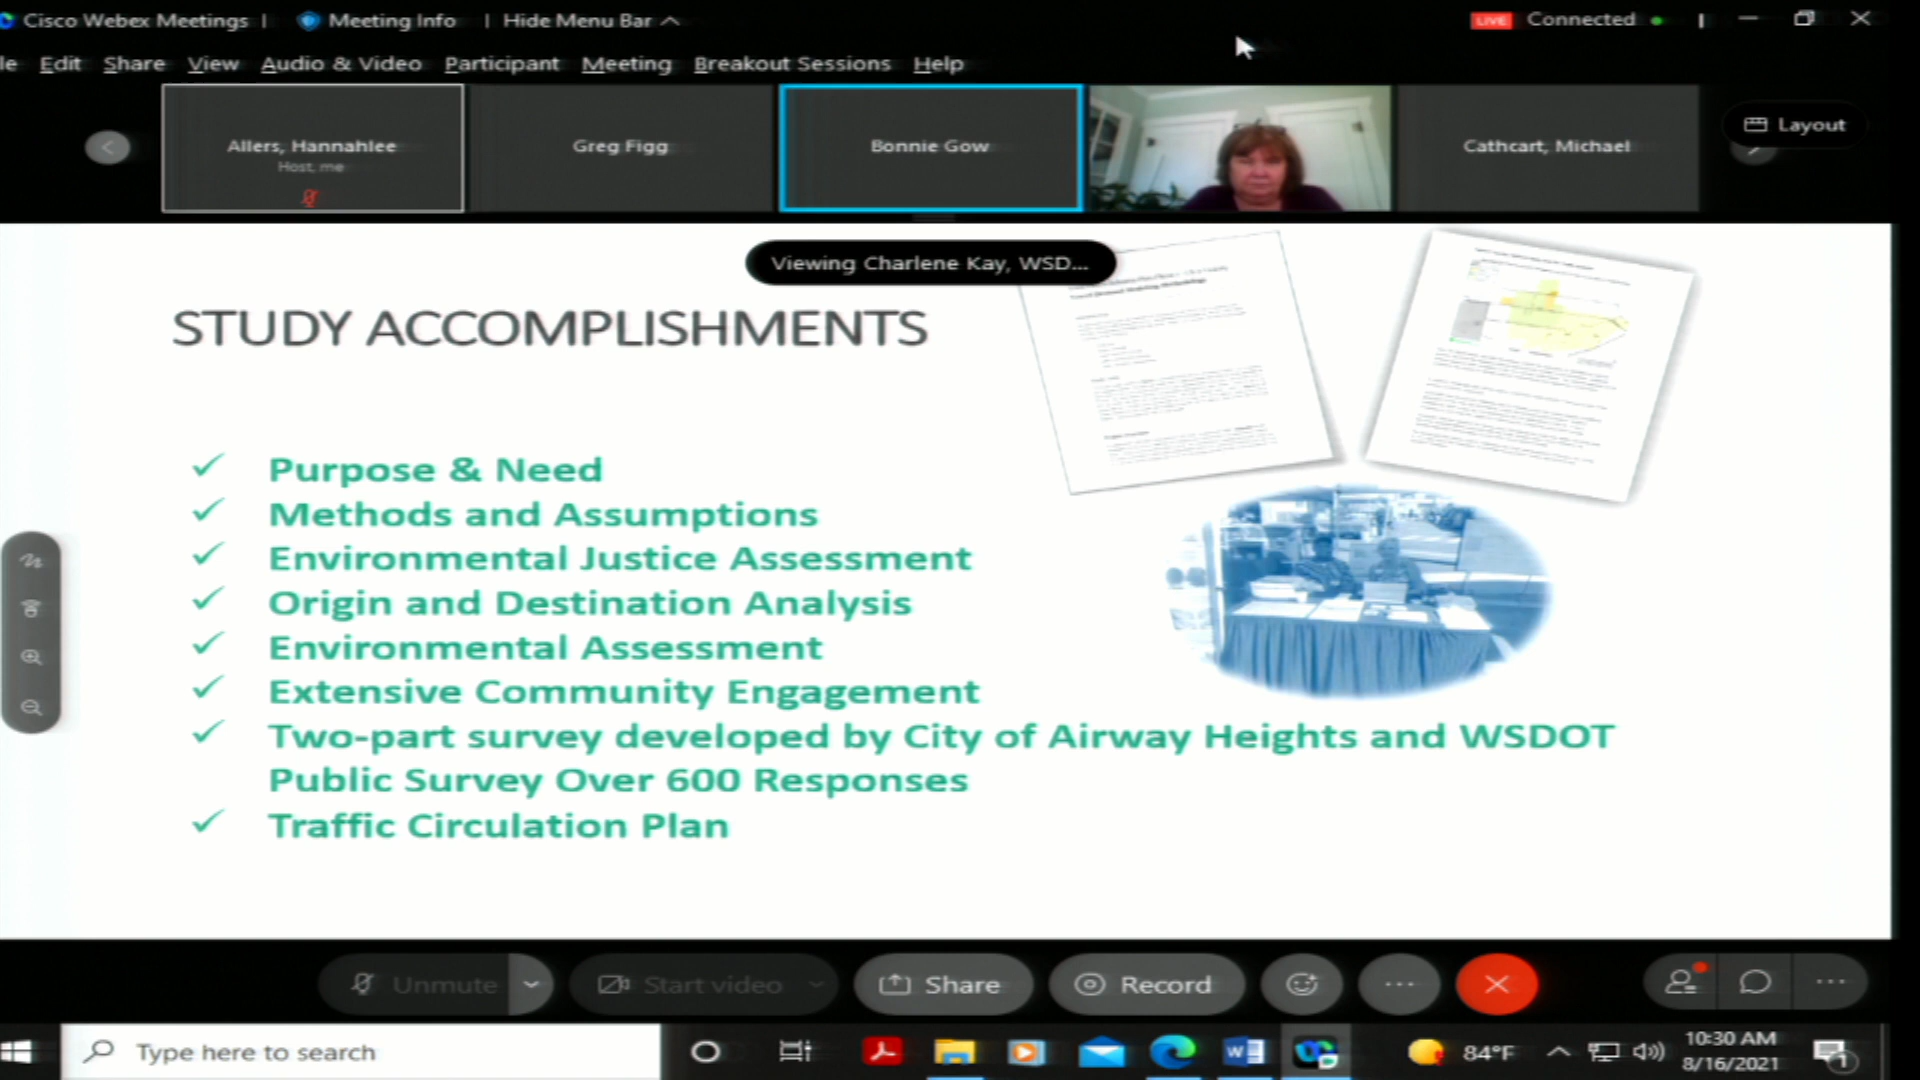 Cisco Webex Meetings
Meeting Info
Hide Menu Bar
LIVE
Connected
le Edit Share View Audio & Video Participant Meeting Breakout Sessions Help
Allers, Hannahlee
Host, me
Greg Figg
Bonnie Gow
Cathcart, Michael
Layout
Viewing Charlene Kay, WSD...
STUDY ACCOMPLISHMENTS
✓ Purpose & Need
✓ Methods and Assumptions
✓ Environmental Justice Assessment
✓ Origin and Destination Analysis
✓ Environmental Assessment
✓ Extensive Community Engagement
✓ Two-part survey developed by City of Airway Heights and WSDOT
Public Survey Over 600 Responses
✓ Traffic Circulation Plan
Unmute
Start video
Share
Record
Type here to search
84°F
10:30 AM
8/16/2021
1